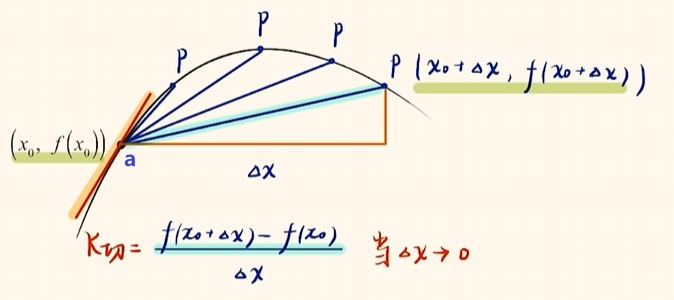 P
P
P
P (x₀+Δx, f(x₀+Δx))
(x₀, f(x₀))
a
Δx
K切= f(x₀+Δx)-f(x₀) / Δx 当Δx→0